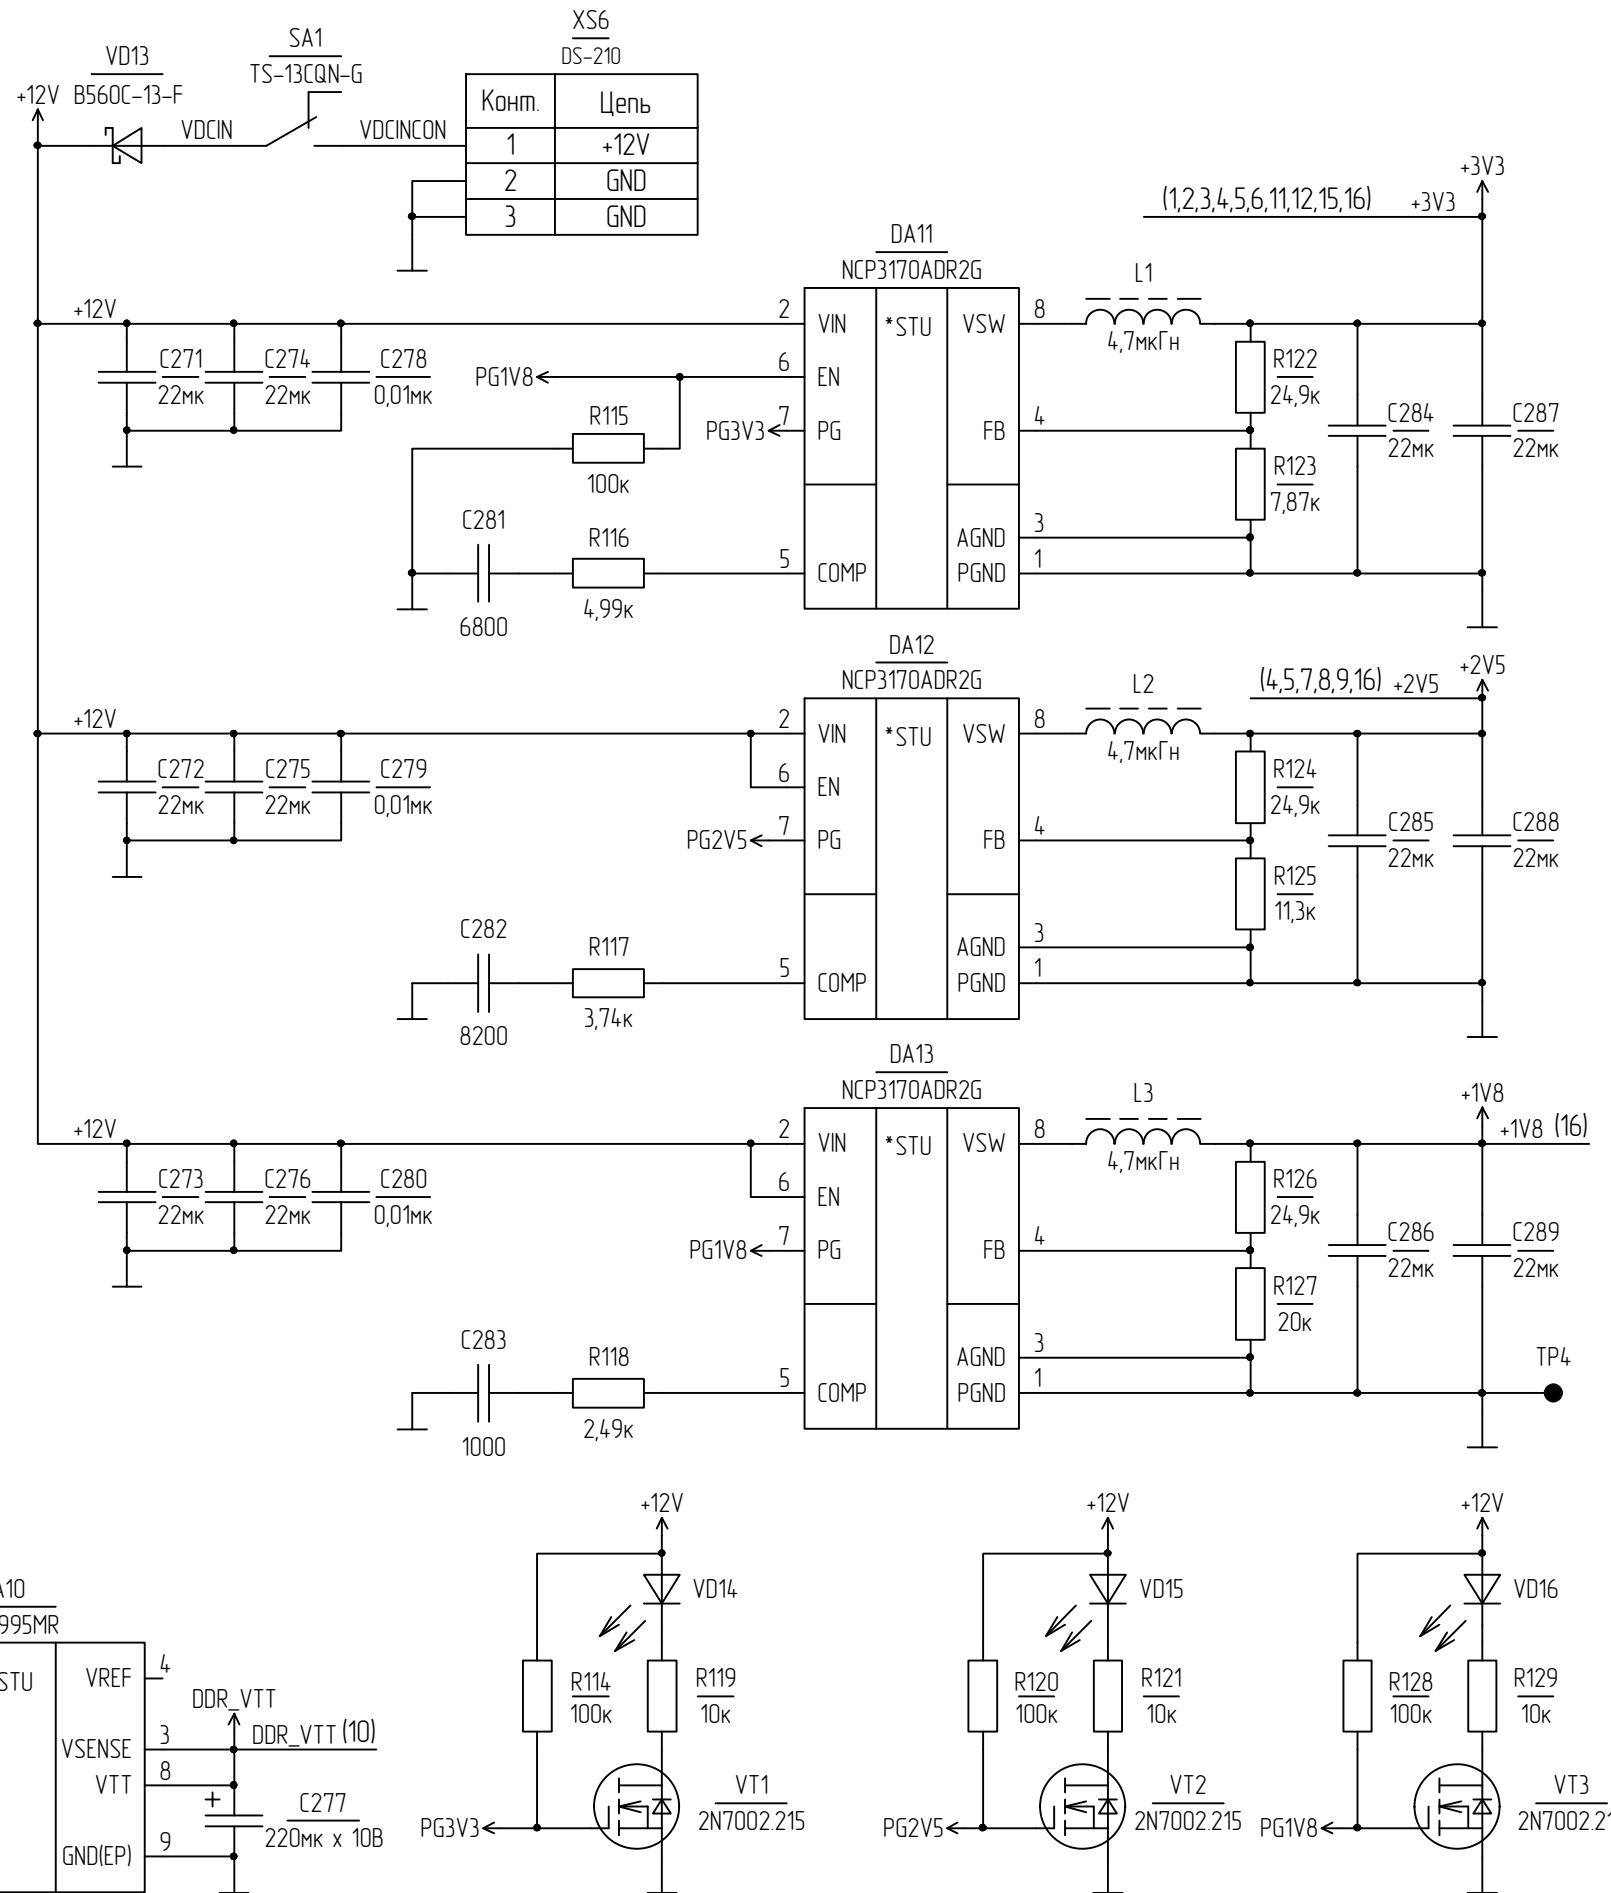 XS6
DS-210
SA1
TS-13CQN-G
VD13
B560C-13-F
+12V
VDCIN
VDCINCON
Конт. Цепь
1 +12V
2 GND
3 GND
+3V3
(1,2,3,4,5,6,11,12,15,16) +3V3
DA11
NCP3170ADR2G
L1
4,7мкГн
+12V
2 VIN *STU VSW 8
6 EN
7 PG FB 4
AGND 3
5 COMP PGND 1
C271
22мк
C274
22мк
C278
0,01мк
PG1V8
PG3V3
R115
100к
C281
6800
R116
4,99к
R122
24,9к
R123
7,87к
C284
22мк
C287
22мк
DA12
NCP3170ADR2G
L2
4,7мкГн
(4,5,7,8,9,16) +2V5
+2V5
+12V
2 VIN *STU VSW 8
6 EN
7 PG FB 4
AGND 3
5 COMP PGND 1
C272
22мк
C275
22мк
C279
0,01мк
PG2V5
C282
8200
R117
3,74к
R124
24,9к
R125
11,3к
C285
22мк
C288
22мк
DA13
NCP3170ADR2G
L3
4,7мкГн
+1V8
+1V8 (16)
+12V
2 VIN *STU VSW 8
6 EN
7 PG FB 4
AGND 3
5 COMP PGND 1
C273
22мк
C276
22мк
C280
0,01мк
PG1V8
C283
1000
R118
2,49к
R126
24,9к
R127
20к
C286
22мк
C289
22мк
TP4
A10
995MR
STU VREF 4
VSENSE 3
VTT 8
GND(EP) 9
DDR_VTT
DDR_VTT (10)
+
C277
220мк x 10В
+12V
VD14
R114
100к
R119
10к
VT1
2N7002.215
PG3V3
+12V
VD15
R120
100к
R121
10к
VT2
2N7002.215
PG2V5
+12V
VD16
R128
100к
R129
10к
VT3
2N7002.21
PG1V8